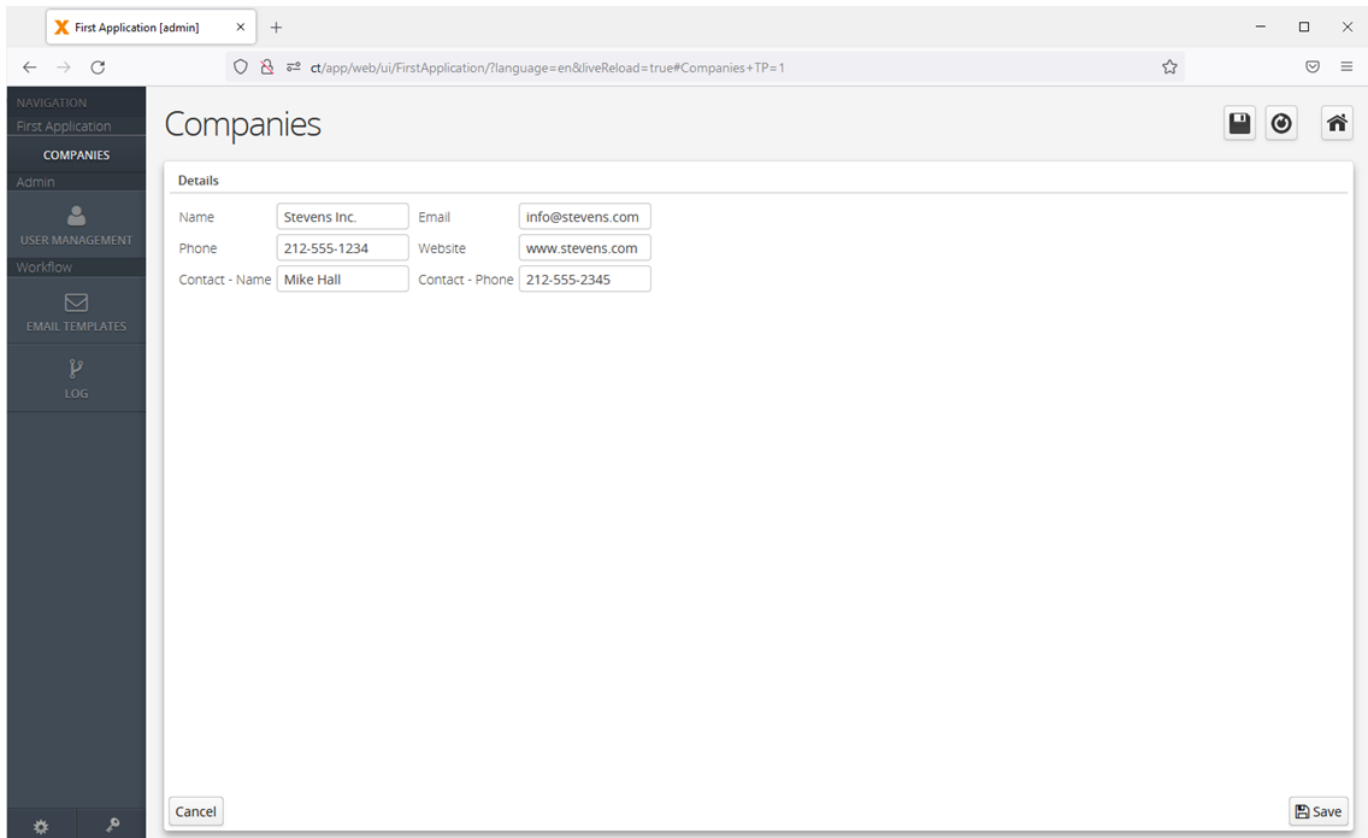 First Application [admin]
ct/app/web/ui/FirstApplication/?language=en&liveReload=true#Companies+TP=1
NAVIGATION
First Application
COMPANIES
Admin
USER MANAGEMENT
Workflow
EMAIL TEMPLATES
LOG
Companies
Details
Name Stevens Inc. Email info@stevens.com
Phone 212-555-1234 Website www.stevens.com
Contact - Name Mike Hall Contact - Phone 212-555-2345
Cancel Save